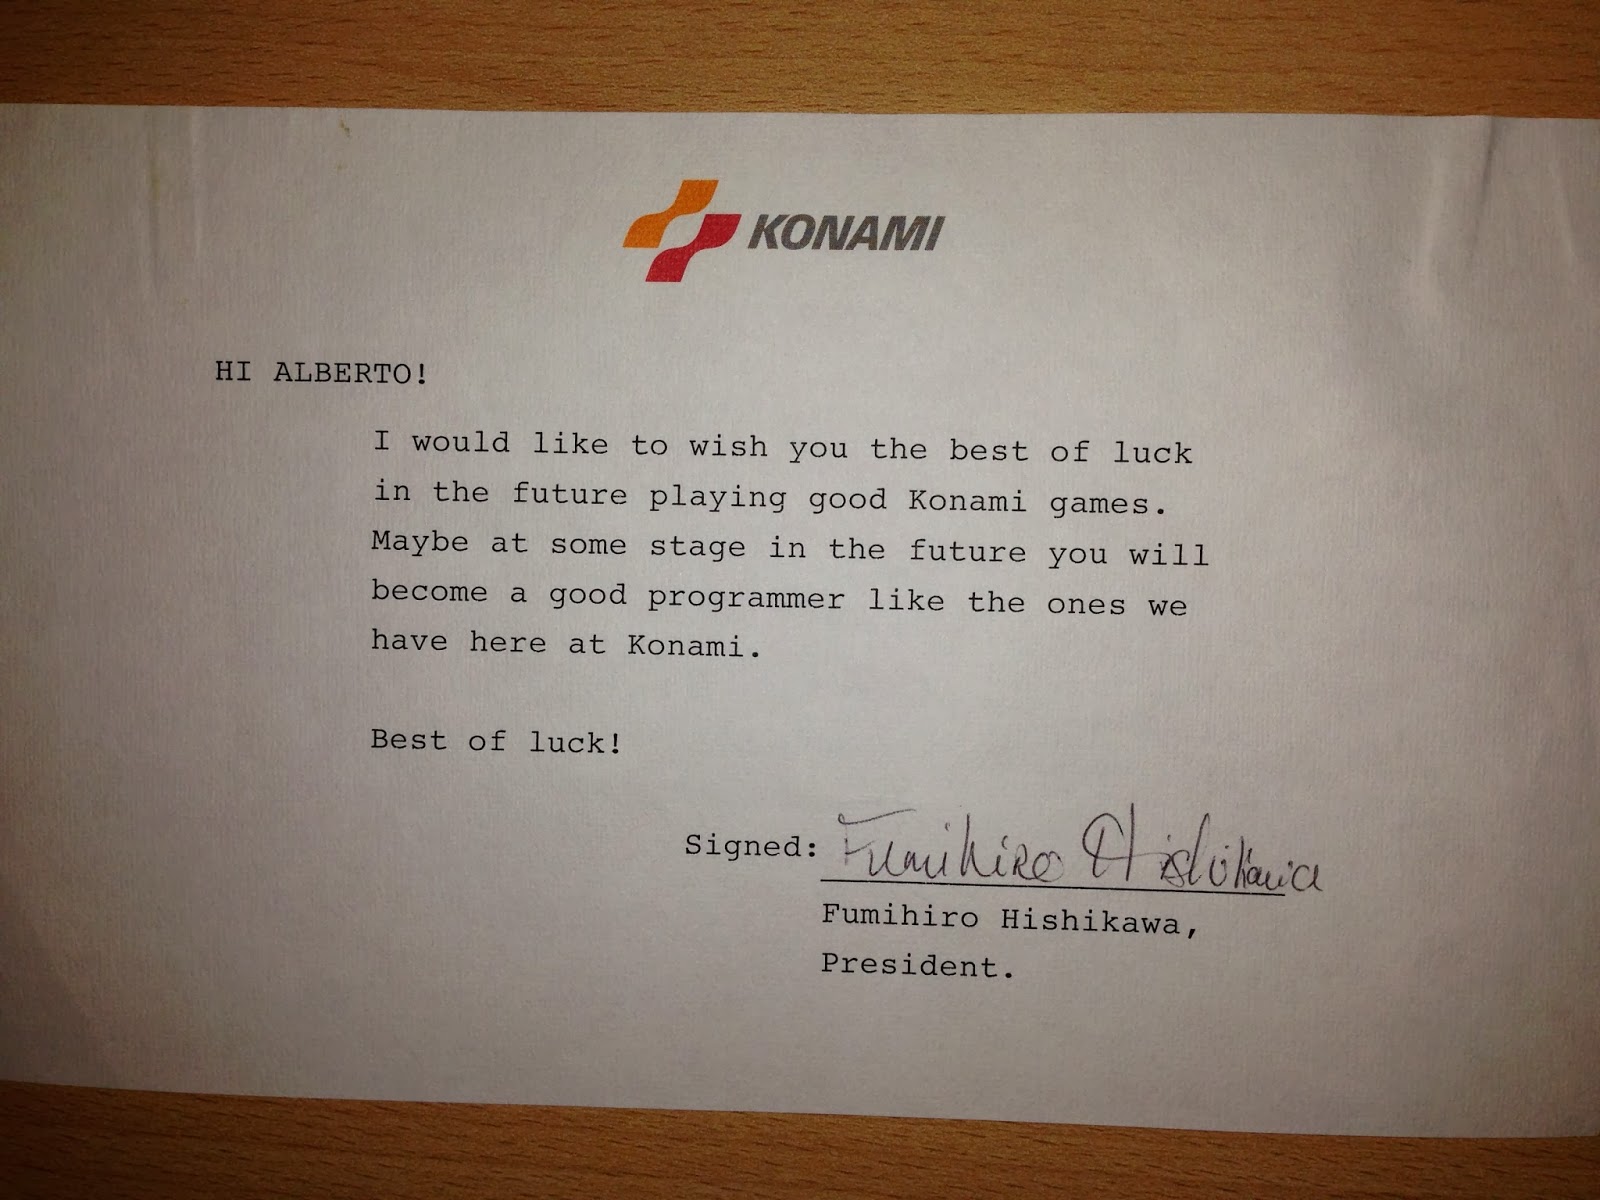 KONAMI
HI ALBERTO!
I would like to wish you the best of luck
in the future playing good Konami games.
Maybe at some stage in the future you will
become a good programmer like the ones we
have here at Konami.
Best of luck!
Signed: Fumihiro Hishikawa
Fumihiro Hishikawa,
President.